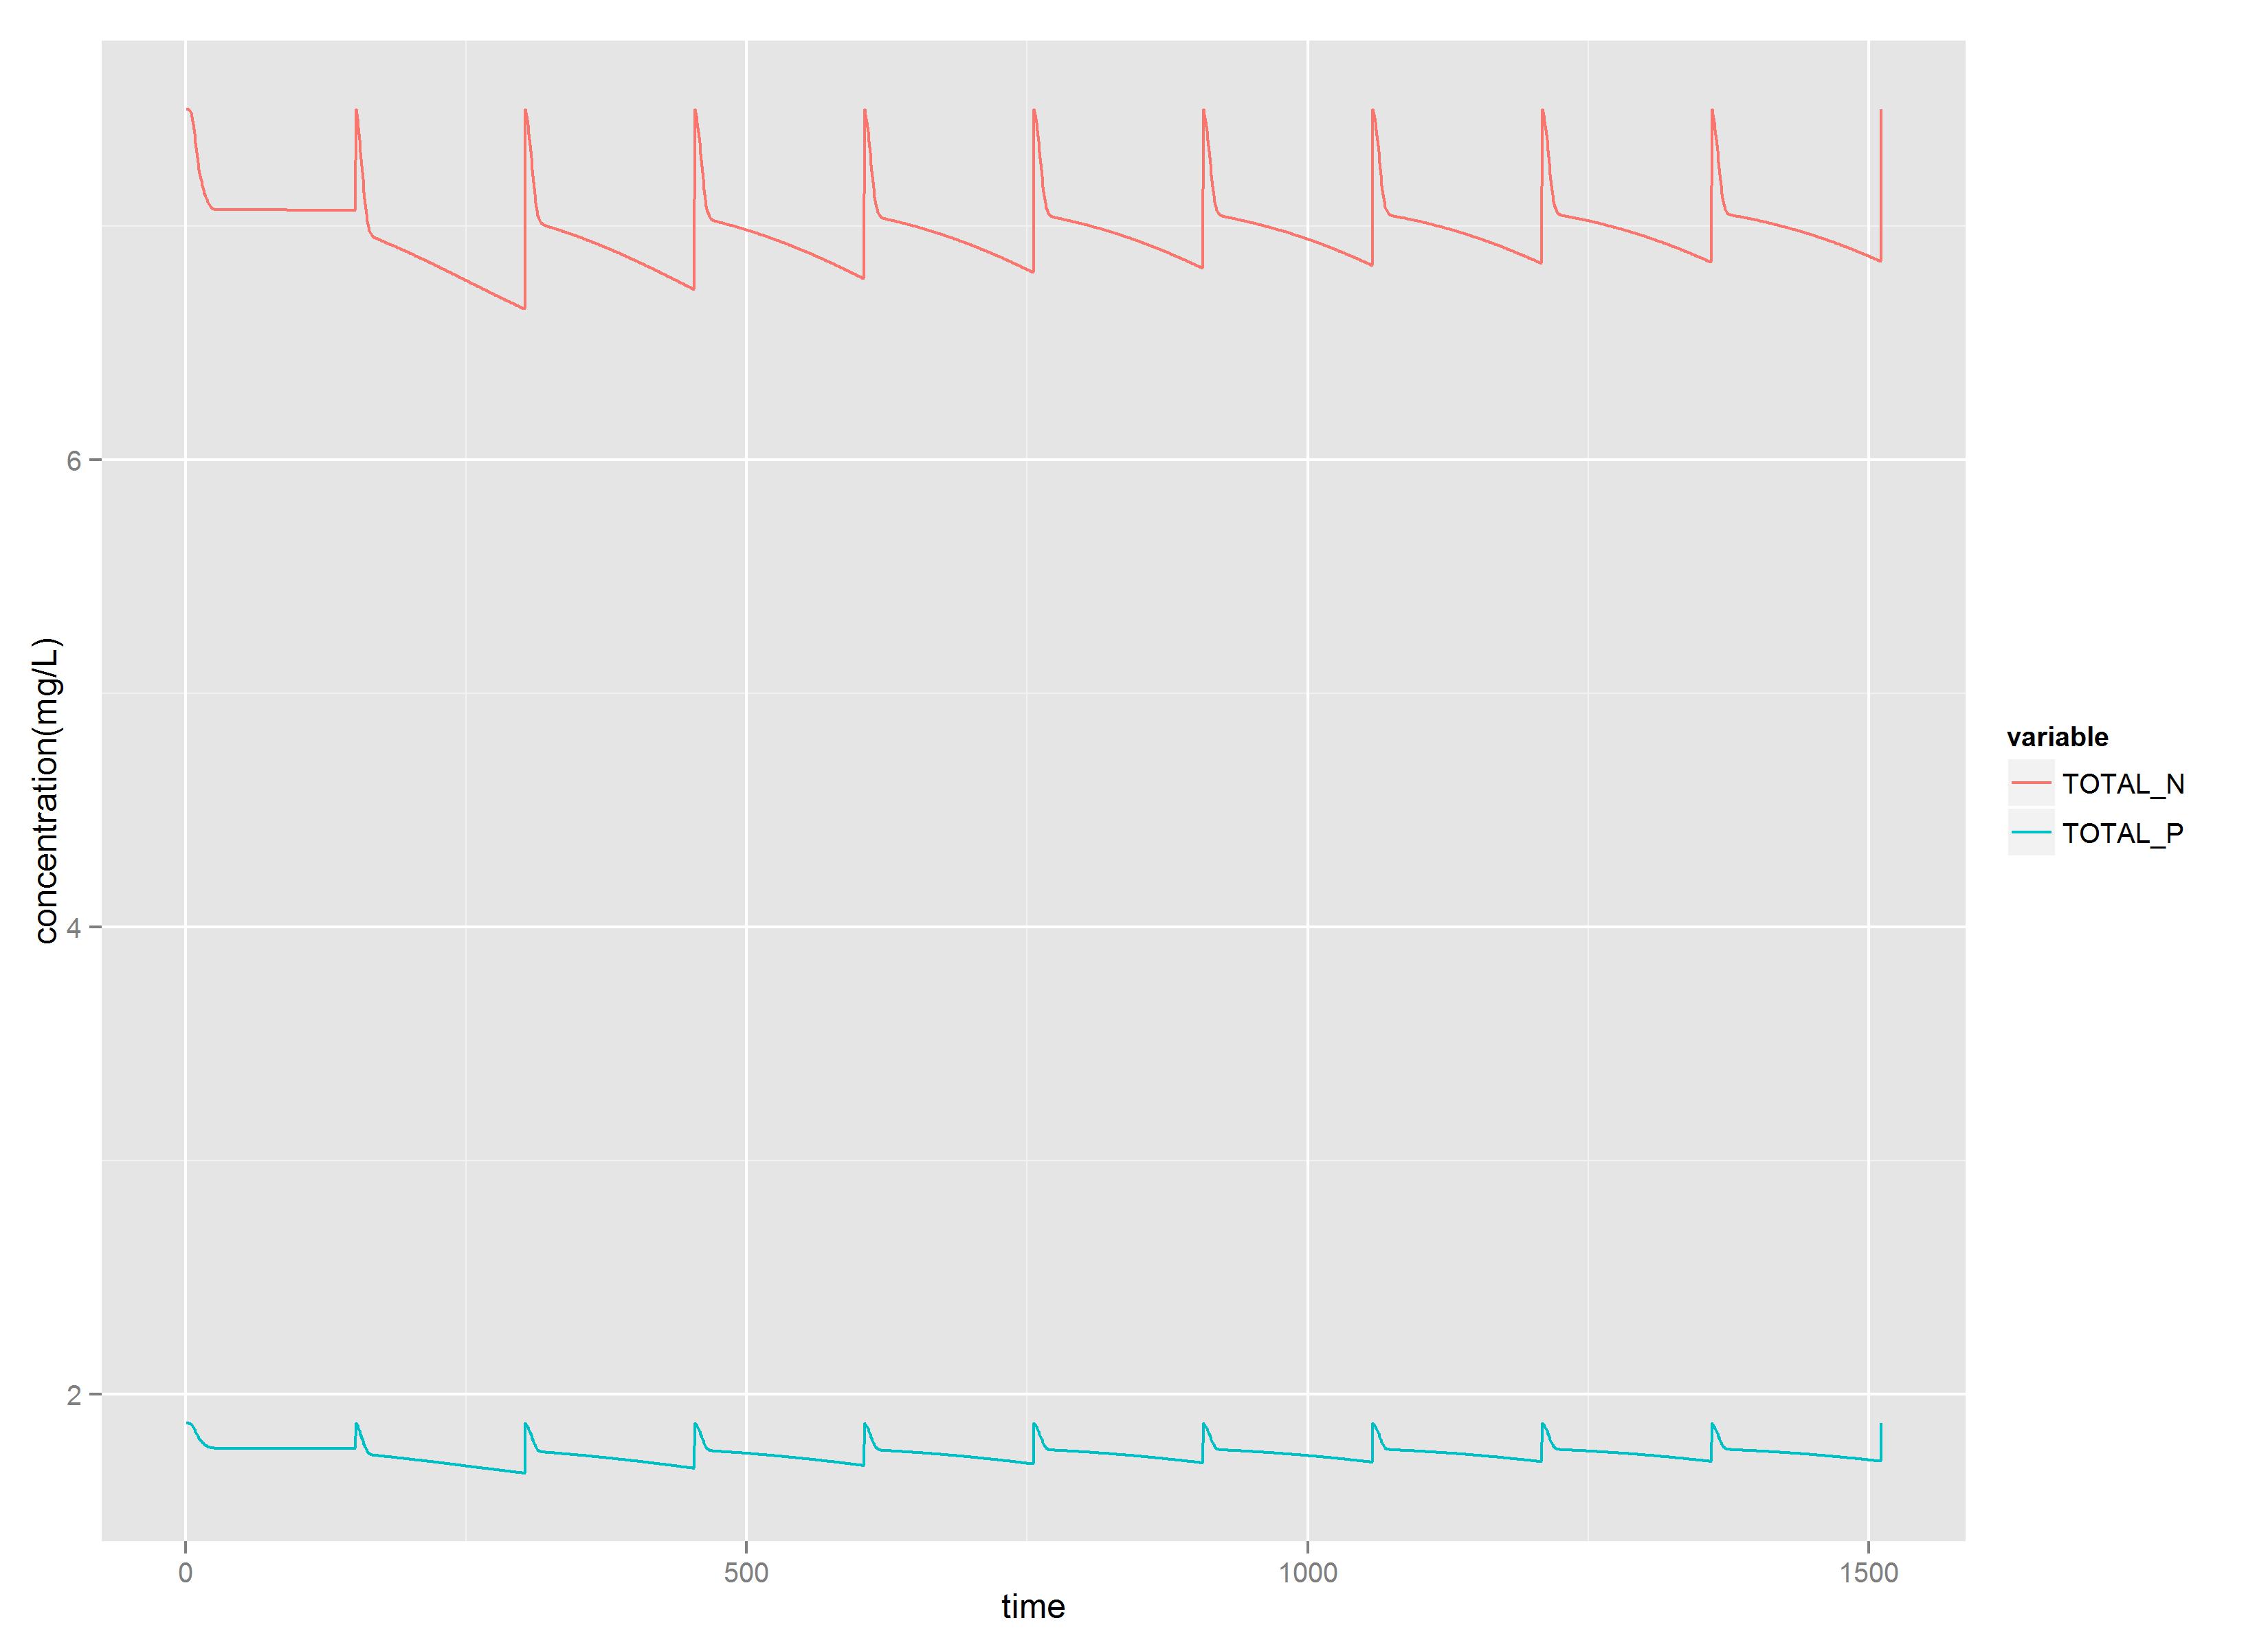 concentration(mg/L)
6
4
2
0 500 1000 1500
time
variable
TOTAL_N
TOTAL_P